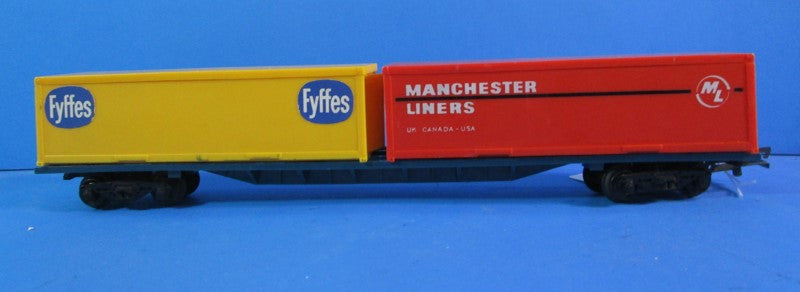 Fyffes
Fyffes
MANCHESTER
LINERS
UK CANADA - USA
ML